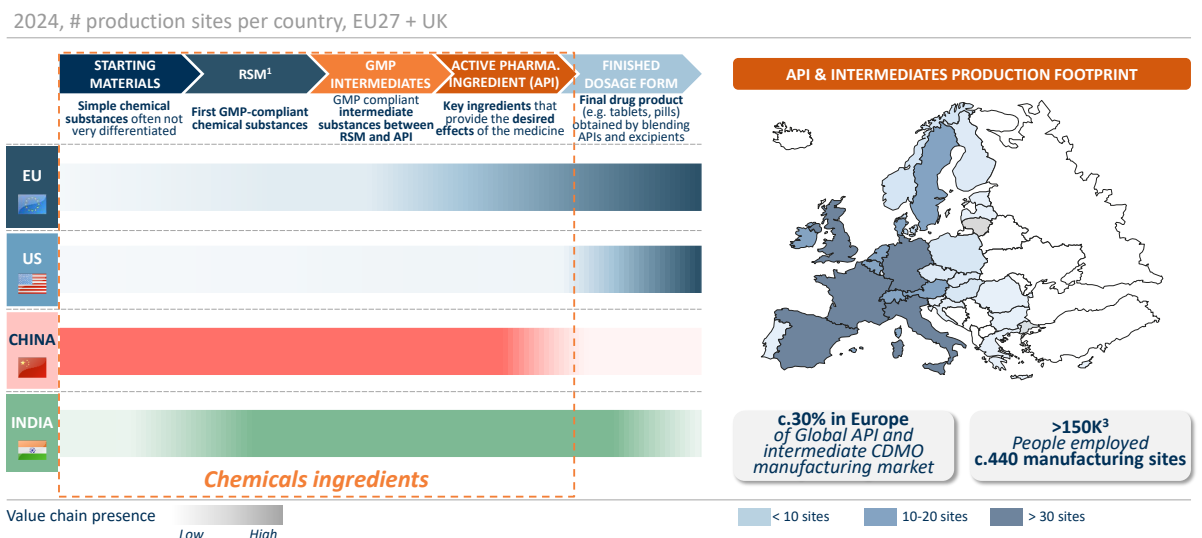 2024, # production sites per country, EU27 + UK
STARTING
MATERIALS
RSM1
GMP
INTERMEDIATES
ACTIVE PHARMA.
INGREDIENT (API)
FINISHED
DOSAGE FORM
Simple chemical
substances often not
very differentiated
First GMP-compliant
chemical substances
GMP compliant
intermediate
substances between
RSM and API
Key ingredients that
provide the desired
effects of the medicine
Final drug product
(e.g. tablets, pills)
obtained by blending
APIs and excipients
EU
US
CHINA
INDIA
Chemicals ingredients
Value chain presence
Low
High
API & INTERMEDIATES PRODUCTION FOOTPRINT
c.30% in Europe
of Global API and
intermediate CDMO
manufacturing market
>150K3
People employed
c.440 manufacturing sites
< 10 sites
10-20 sites
> 30 sites